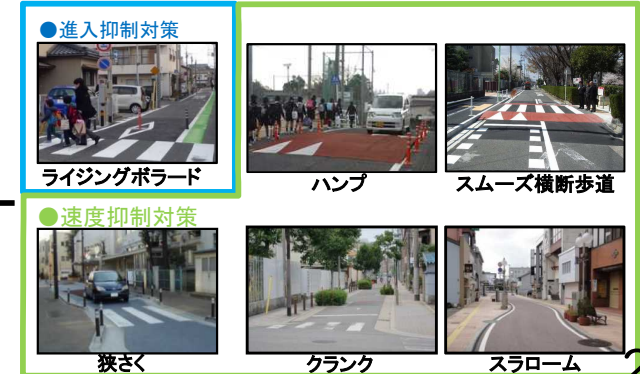 ●進入抑制対策
ライジングボラード
ハンプ
スムーズ横断歩道
●速度抑制対策
狭さく
クランク
スラローム